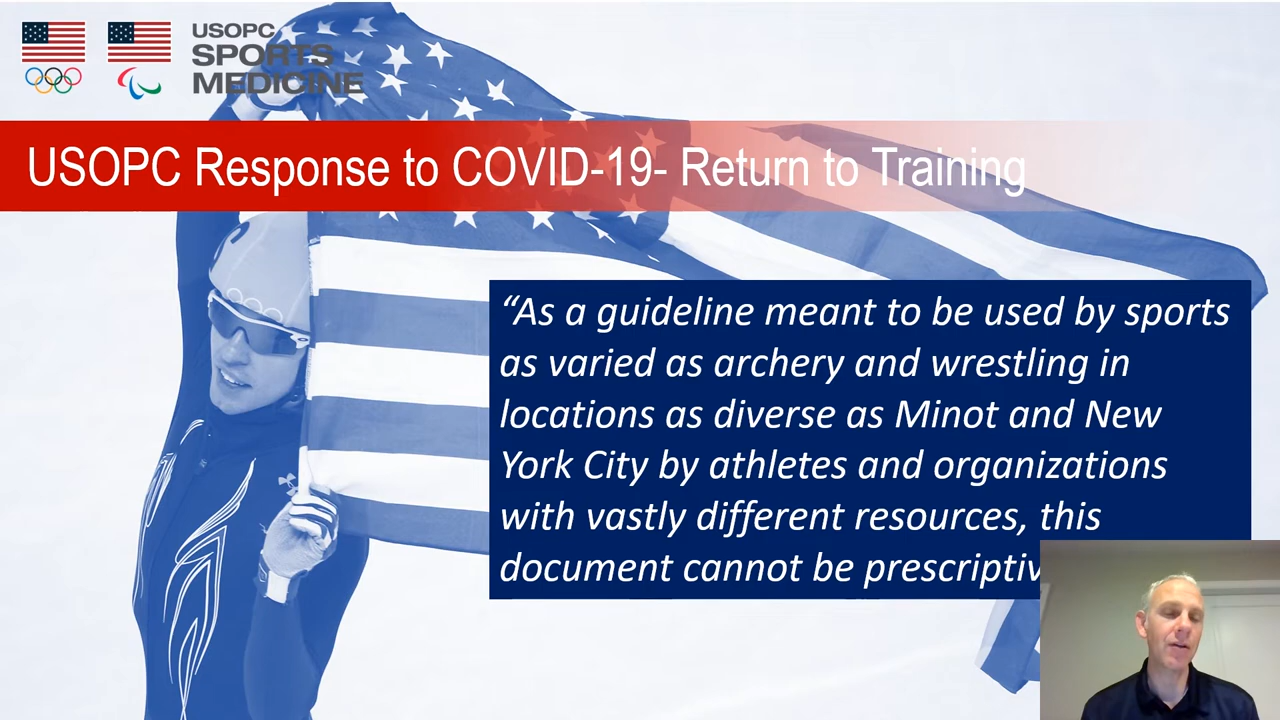 USOPC
SPORTS
MEDICINE
USOPC Response to COVID-19- Return to Training
“As a guideline meant to be used by sports
as varied as archery and wrestling in
locations as diverse as Minot and New
York City by athletes and organizations
with vastly different resources, this
document cannot be prescriptiv